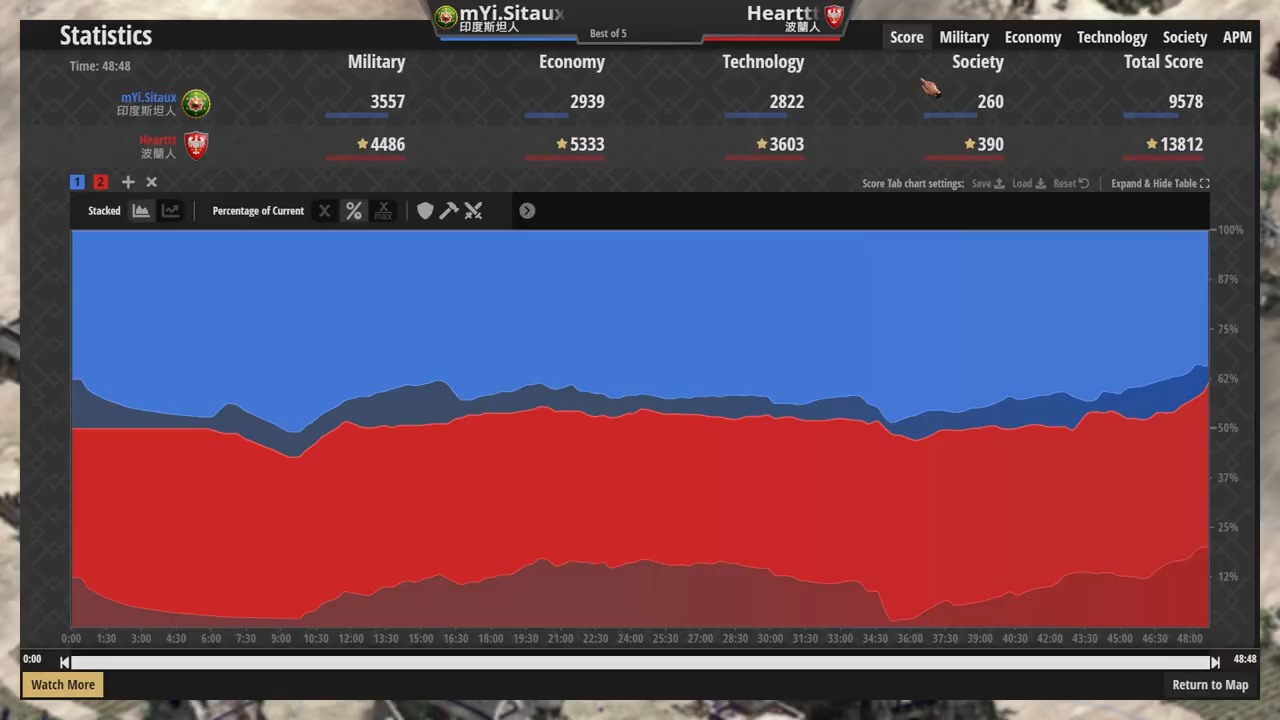 mYi.Sitaux
印度斯坦人
Best of 5
Hearttt
波蘭人
Statistics
Score Military Economy Technology Society APM
Time: 48:48 Military Economy Technology Society Total Score
mYi.Sitaux
印度斯坦人
3557 2939 2822 260 9578
Hearttt
波蘭人
4486 5333 3603 390 13812
1 2
Score Tab chart settings: Save Load Reset Expand & Hide Table
Stacked Percentage of Current X % X max
100%
87%
75%
62%
50%
37%
25%
12%
0:00 1:30 3:00 4:30 6:00 7:30 9:00 10:30 12:00 13:30 15:00 16:30 18:00 19:30 21:00 22:30 24:00 25:30 27:00 28:30 30:00 31:30 33:00 34:30 36:00 37:30 39:00 40:30 42:00 43:30 45:00 46:30 48:00
0:00 48:48
Watch More Return to Map